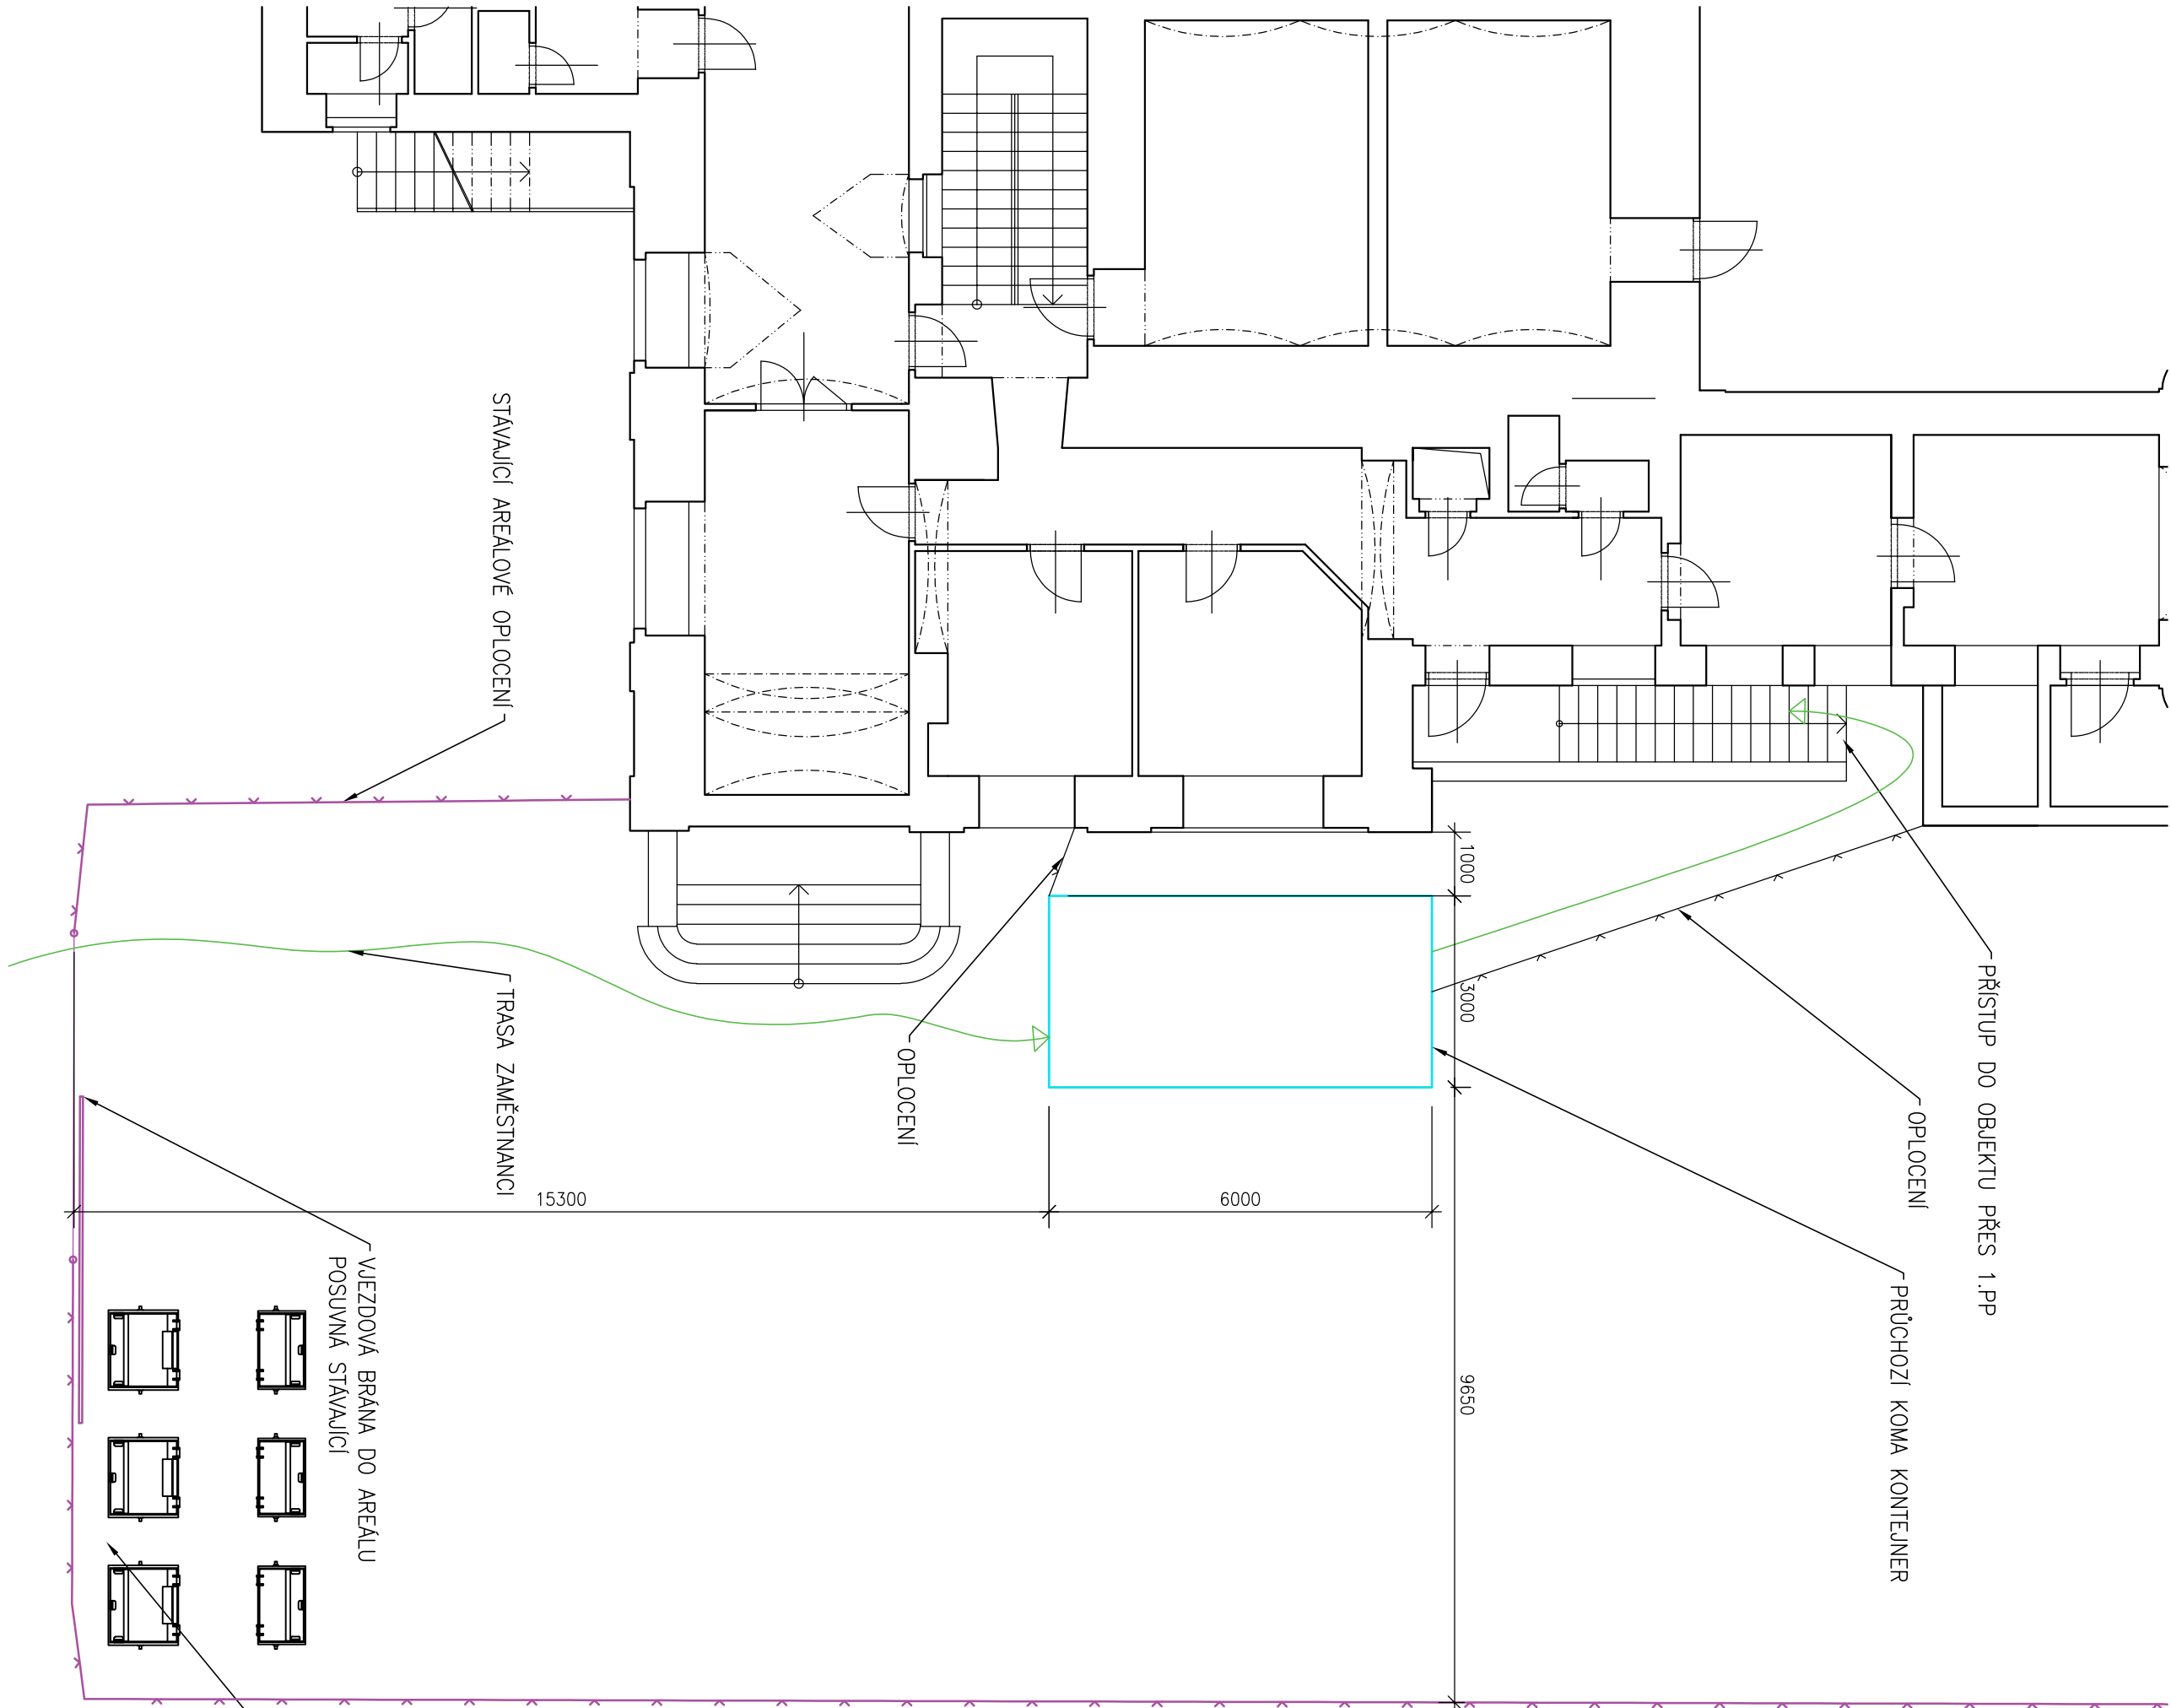 STÁVAJÍCÍ AREÁLOVÉ OPLOCENÍ
TRASA ZAMĚSTNANCI
VJEZDOVÁ BRÁNA DO AREÁLU
POSUVNÁ STÁVAJÍCÍ
OPLOCENÍ
PŘÍSTUP DO OBJEKTU PŘES 1.PP
OPLOCENÍ
PRŮCHOZÍ KOMA KONTEJNER
1000
3000
9650
15300
6000